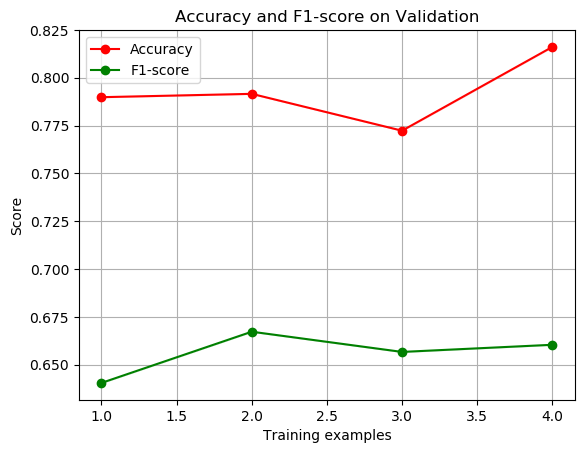 Accuracy and F1-score on Validation
Accuracy
F1-score
0.825
0.800
0.775
0.750
0.725
0.700
0.675
0.650
Score
1.0 1.5 2.0 2.5 3.0 3.5 4.0
Training examples